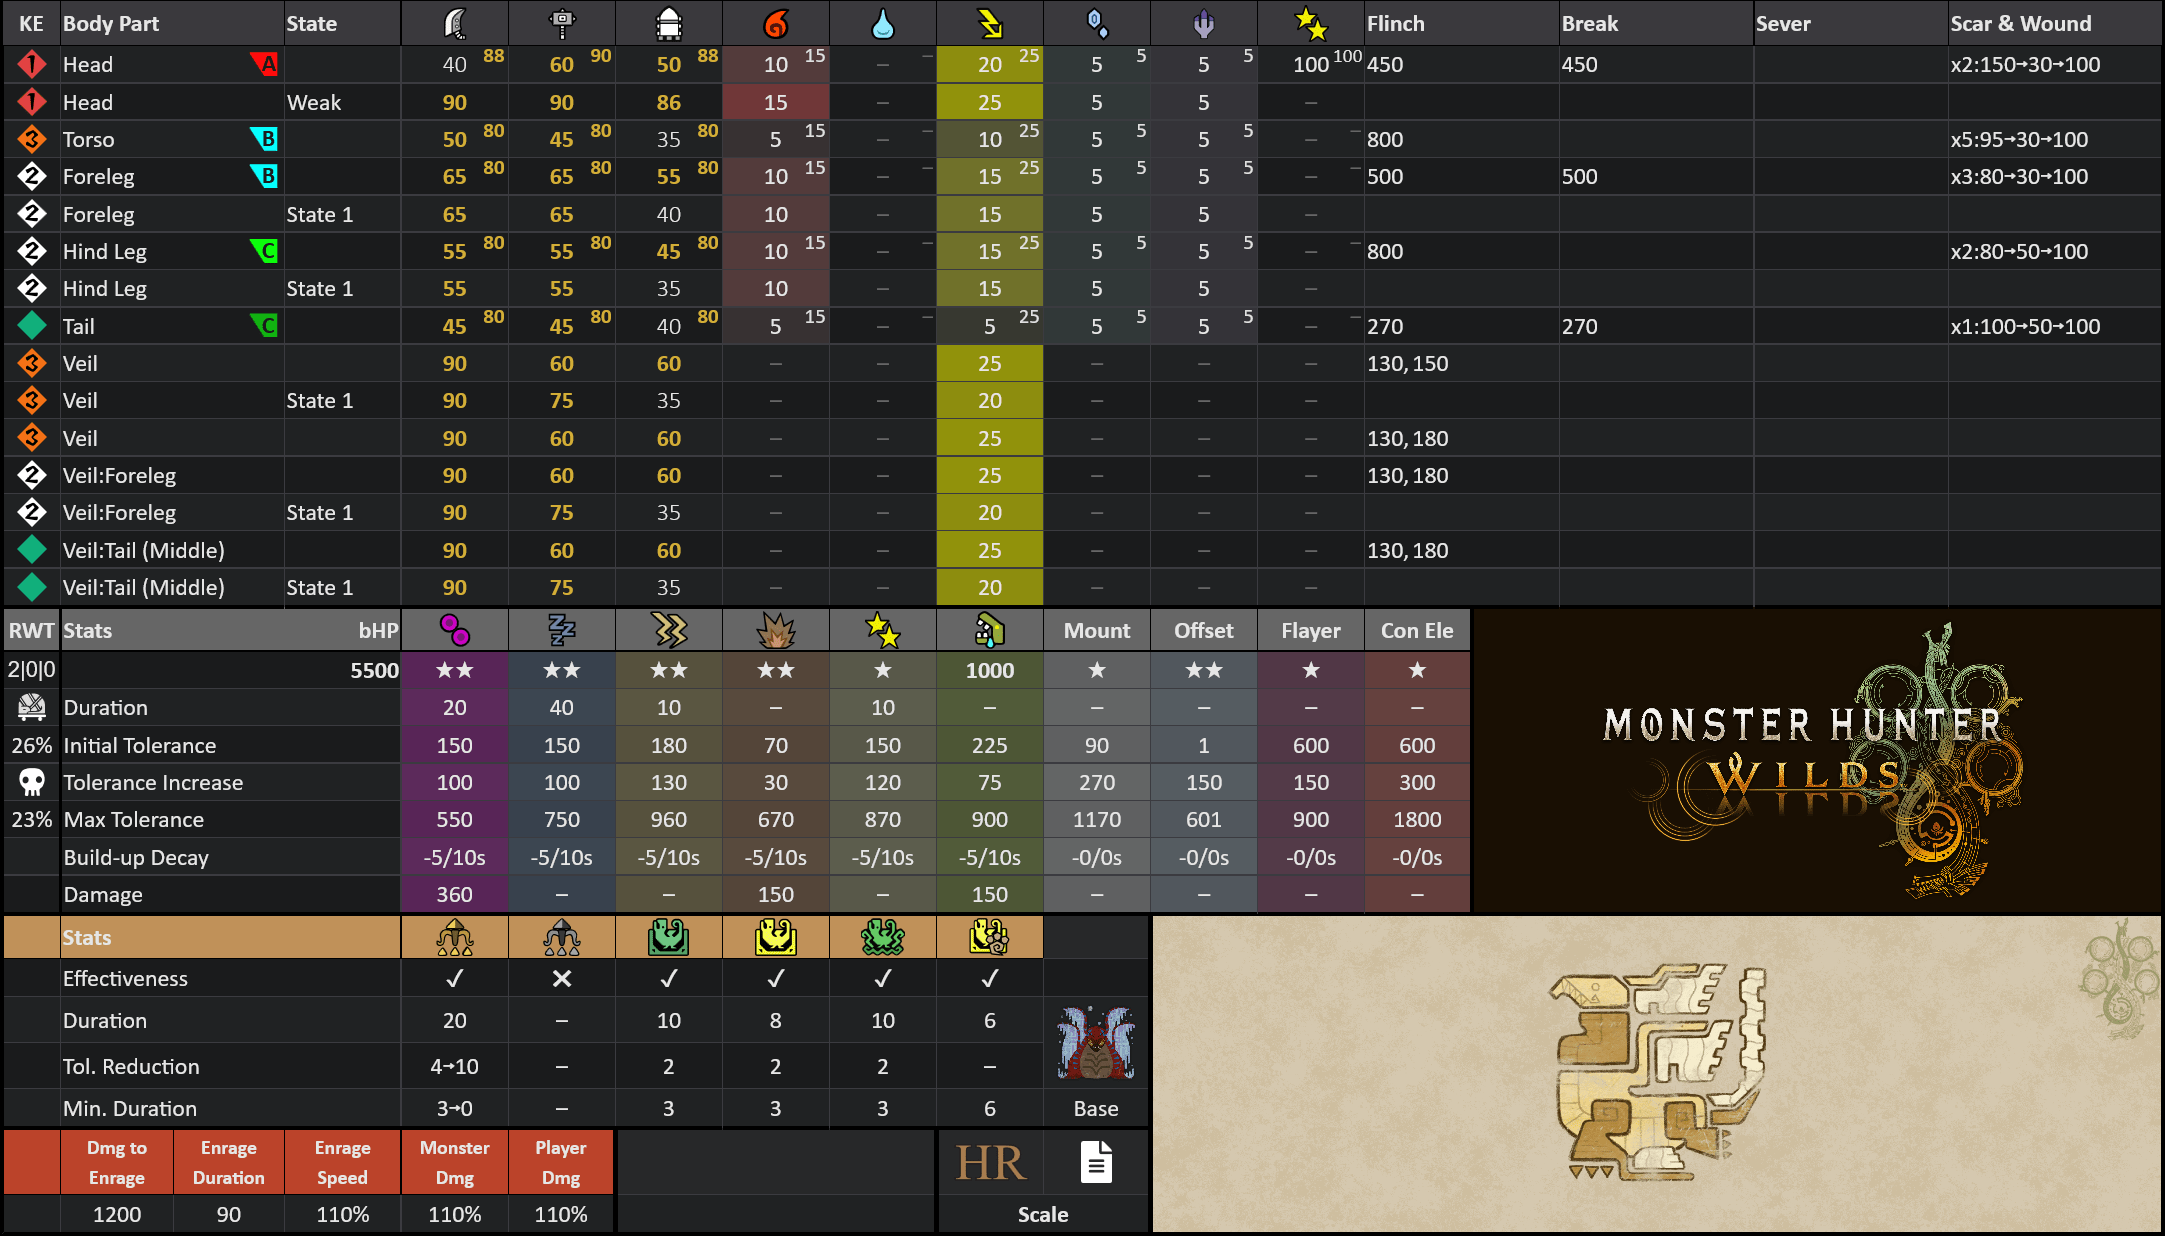 KE Body Part State Flinch Break Sever Scar & Wound
1 Head A 40 88 60 90 50 88 10 15 – – 20 25 5 5 5 5 100 100 450 450 x2:150→30→100
1 Head Weak 90 90 86 15 – 25 5 5 –
3 Torso B 50 80 45 80 35 80 5 15 – – 10 25 5 5 5 5 – – 800 x5:95→30→100
2 Foreleg B 65 80 65 80 55 80 10 15 – – 15 25 5 5 5 5 – – 500 500 x3:80→30→100
2 Foreleg State 1 65 65 40 10 – 15 5 5 –
2 Hind Leg C 55 80 55 80 45 80 10 15 – – 15 25 5 5 5 5 – – 800 x2:80→50→100
2 Hind Leg State 1 55 55 35 10 – 15 5 5 –
Tail C 45 80 45 80 40 80 5 15 – – 5 25 5 5 5 5 – – 270 270 x1:100→50→100
3 Veil 90 60 60 – – 25 – – – 130, 150
3 Veil State 1 90 75 35 – – 20 – – –
3 Veil 90 60 60 – – 25 – – – 130, 180
2 Veil:Foreleg 90 60 60 – – 25 – – – 130, 180
2 Veil:Foreleg State 1 90 75 35 – – 20 – – –
Veil:Tail (Middle) 90 60 60 – – 25 – – – 130, 180
Veil:Tail (Middle) State 1 90 75 35 – – 20 – – –
RWT Stats bHP Mount Offset Flayer Con Ele
2|0|0 5500 ★★ ★★ ★★ ★★ ★ 1000 ★ ★★ ★ ★
Duration 20 40 10 – 10 – – – – –
26% Initial Tolerance 150 150 180 70 150 225 90 1 600 600
Tolerance Increase 100 100 130 30 120 75 270 150 150 300
23% Max Tolerance 550 750 960 670 870 900 1170 601 900 1800
Build-up Decay -5/10s -5/10s -5/10s -5/10s -5/10s -5/10s -0/0s -0/0s -0/0s -0/0s
Damage 360 – – 150 – 150 – – – –
MONSTER HUNTER
WILDS
Stats
Effectiveness ✓ ✕ ✓ ✓ ✓ ✓
Duration 20 – 10 8 10 6
Tol. Reduction 4→10 – 2 2 2 –
Min. Duration 3→0 – 3 3 3 6 Base
Dmg to Enrage Monster Player
Enrage Duration
Enrage Speed
Dmg Dmg
HR
1200 90 110% 110% 110% Scale